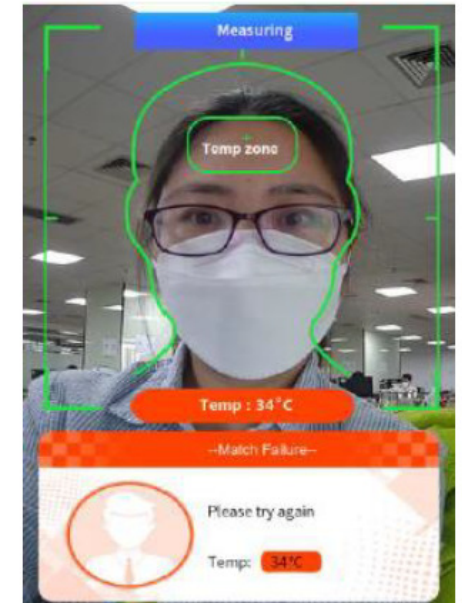 Measuring
Temp zone
Temp : 34°C
--Match Failure--
Please try again
Temp: 34°C